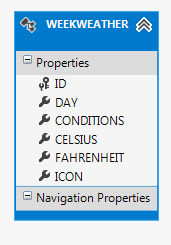 WEEKWEATHER
Properties
ID
DAY
CONDITIONS
CELSIUS
FAHRENHEIT
ICON
Navigation Properties